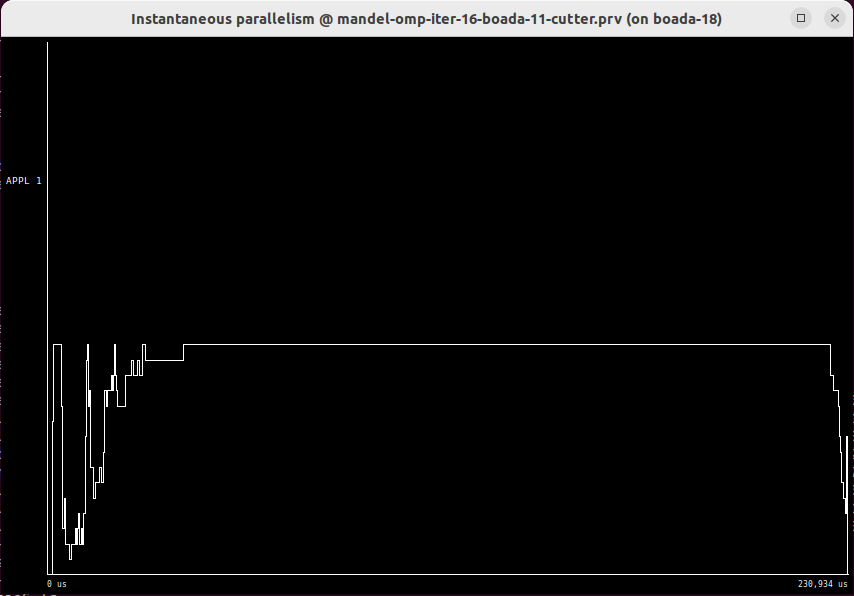 Instantaneous parallelism @ mandel-omp-iter-16-boada-11-cutter.prv (on boada-18)
APPL 1
0 us
230,934 us